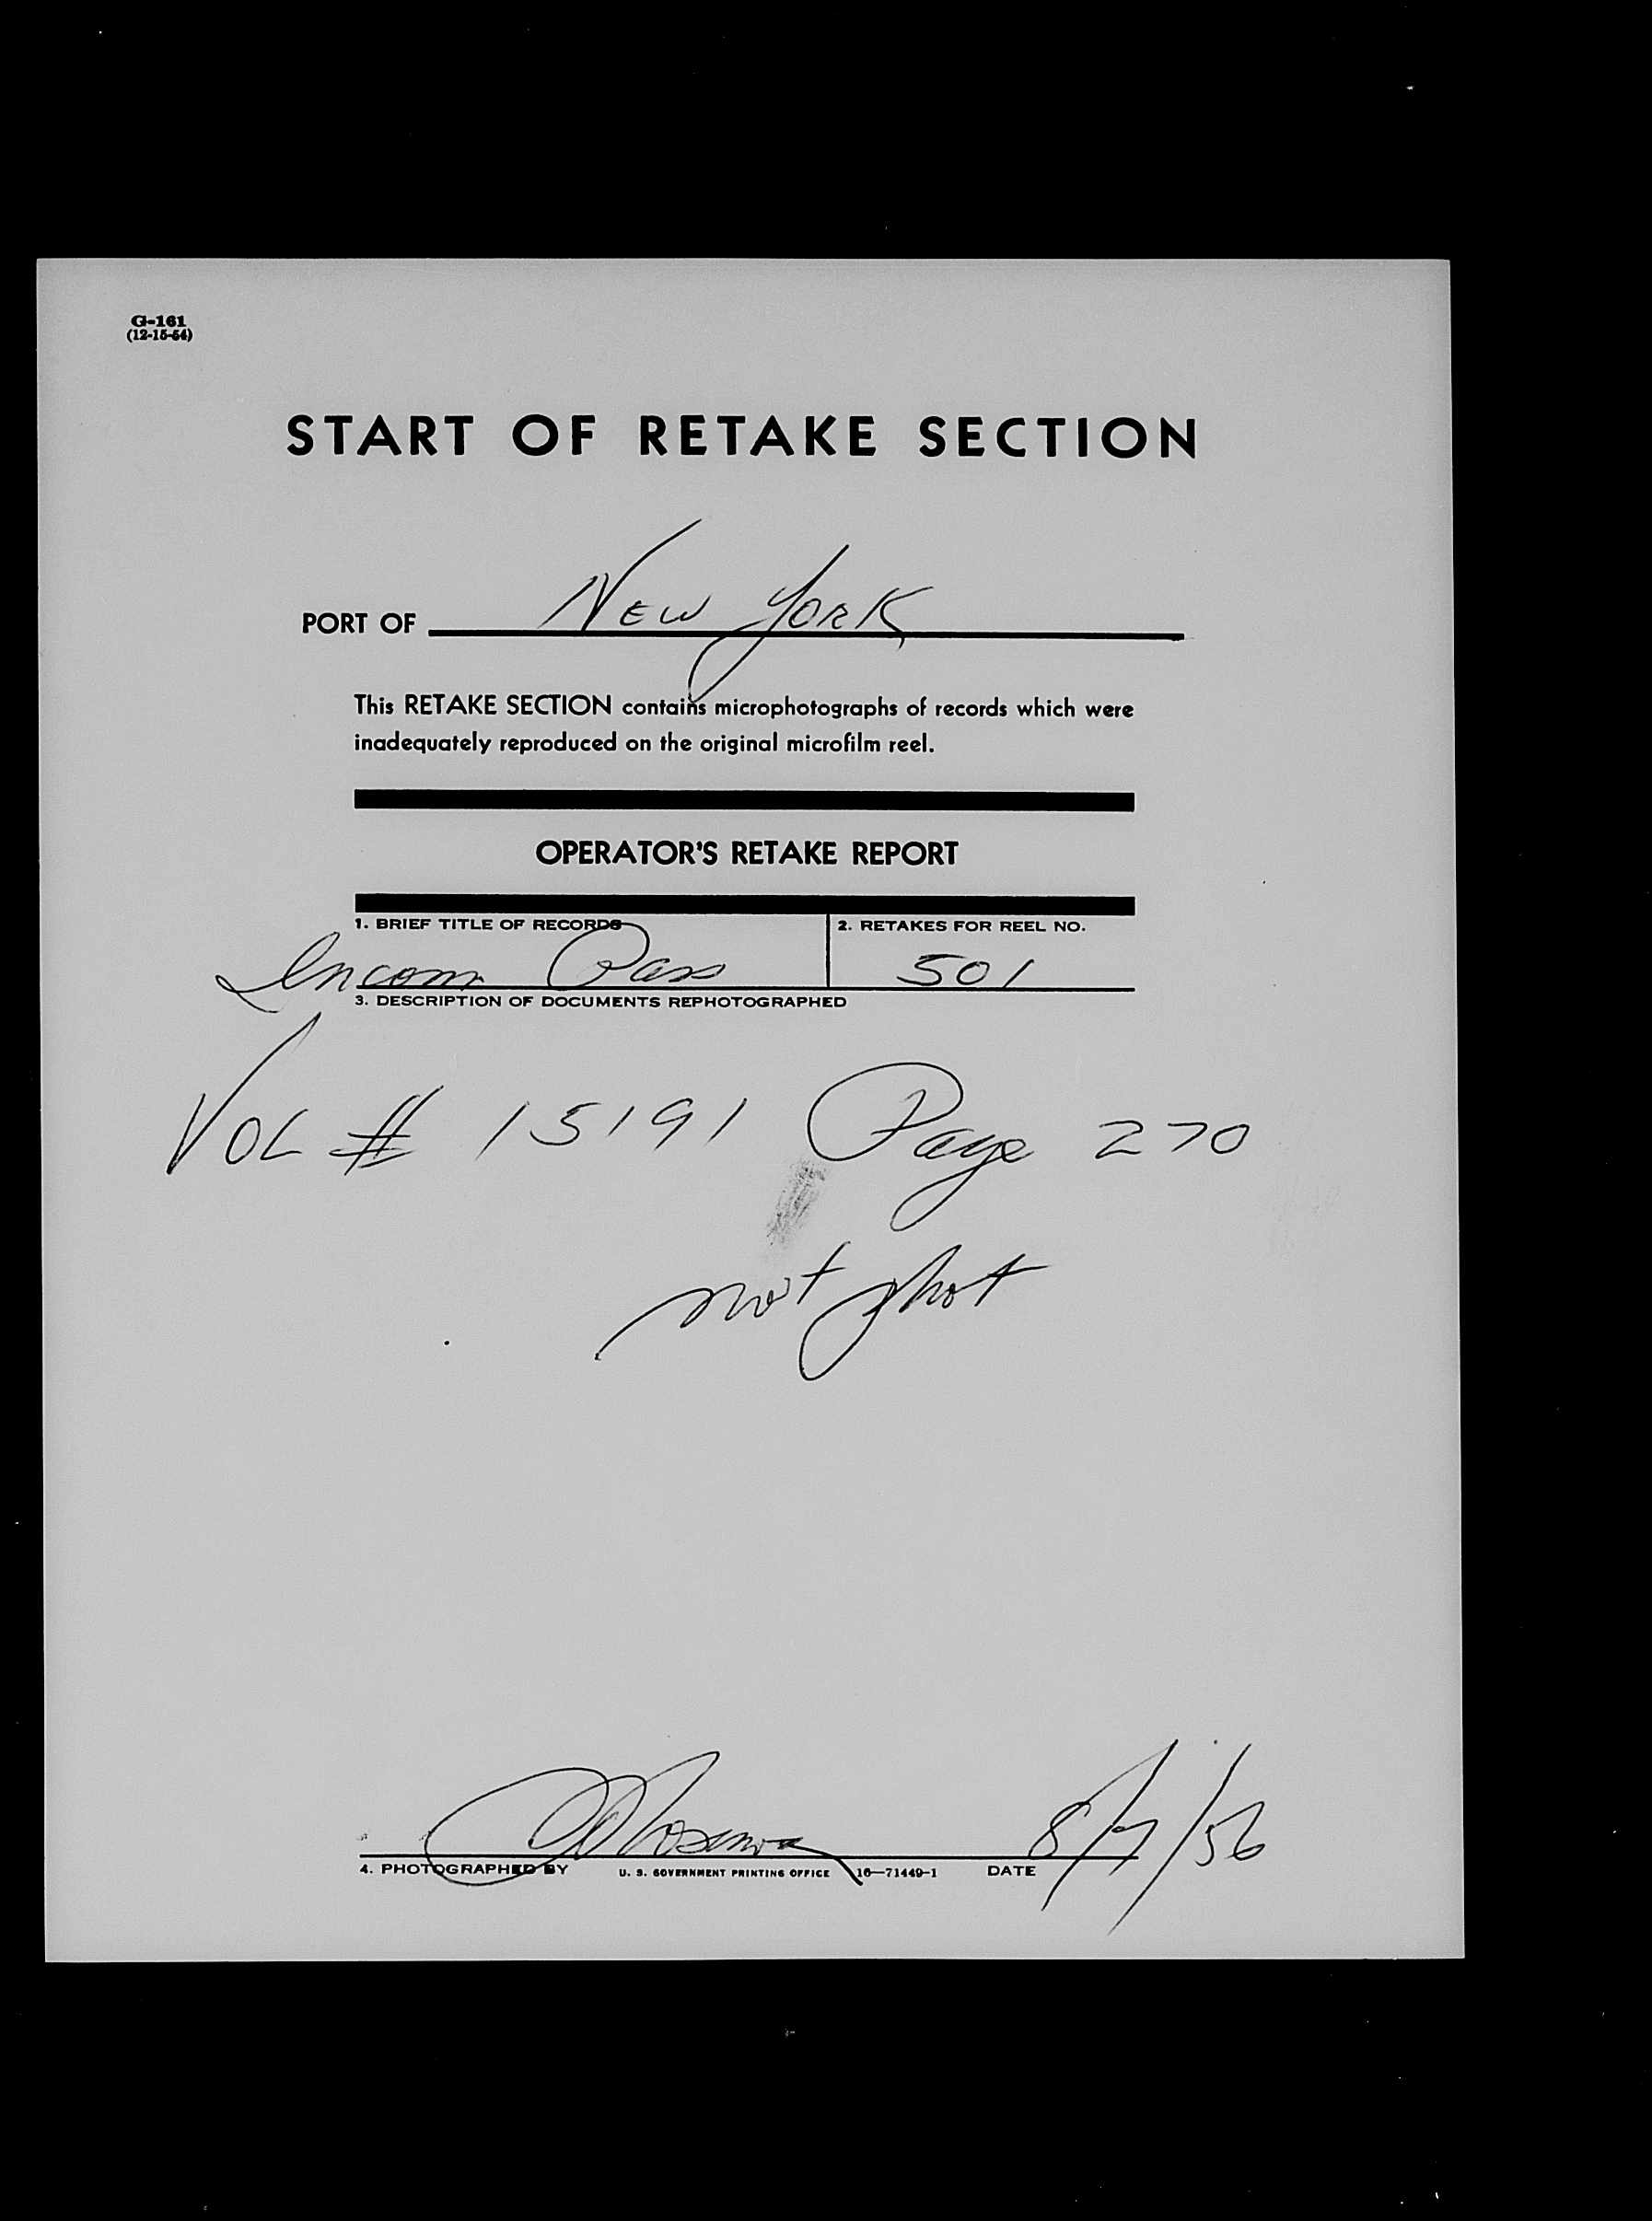 G-161
(12-15-54)
START OF RETAKE SECTION
PORT OF NEW YORK
This RETAKE SECTION contains microphotographs of records which were
inadequately reproduced on the original microfilm reel.
OPERATOR'S RETAKE REPORT
1. BRIEF TITLE OF RECORDS 2. RETAKES FOR REEL NO.
Incom Pass 501
3. DESCRIPTION OF DOCUMENTS REPHOTOGRAPHED
VOL # 15191 Page 270
not phot
8/7/56
4. PHOTOGRAPHED BY U. S. GOVERNMENT PRINTING OFFICE 16—71449-1 DATE